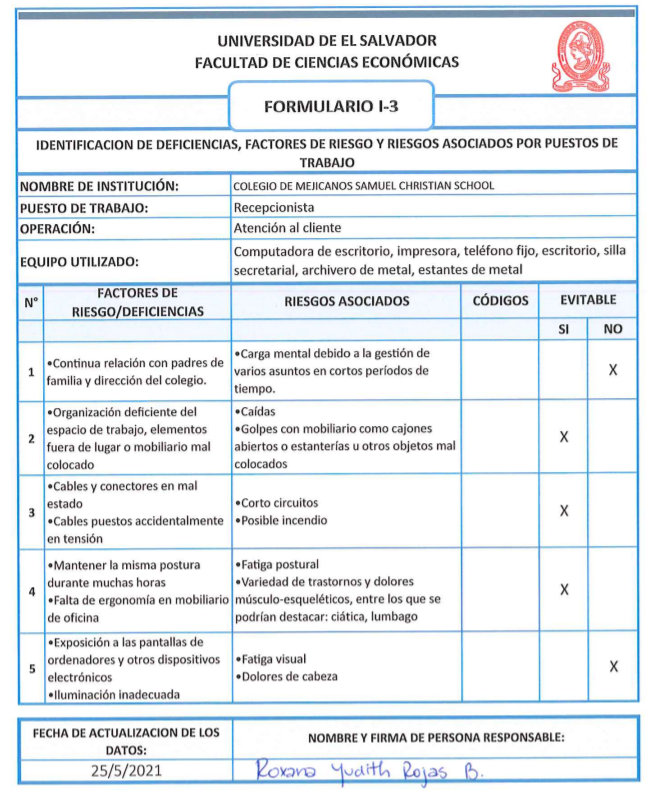 UNIVERSIDAD DE EL SALVADOR
FACULTAD DE CIENCIAS ECONÓMICAS
FORMULARIO I-3
IDENTIFICACION DE DEFICIENCIAS, FACTORES DE RIESGO Y RIESGOS ASOCIADOS POR PUESTOS DE
TRABAJO
NOMBRE DE INSTITUCIÓN: COLEGIO DE MEJICANOS SAMUEL CHRISTIAN SCHOOL
PUESTO DE TRABAJO: Recepcionista
OPERACIÓN: Atención al cliente
EQUIPO UTILIZADO: Computadora de escritorio, impresora, teléfono fijo, escritorio, silla
secretarial, archivero de metal, estantes de metal
N° FACTORES DE RIESGO/DEFICIENCIAS RIESGOS ASOCIADOS CÓDIGOS EVITABLE
SI NO
1
•Continua relación con padres de
familia y dirección del colegio.
•Carga mental debido a la gestión de
varios asuntos en cortos períodos de
tiempo.
X
2
•Organización deficiente del
espacio de trabajo, elementos
fuera de lugar o mobiliario mal
colocado
•Caídas
•Golpes con mobiliario como cajones
abiertos o estanterías u otros objetos mal
colocados
X
3
•Cables y conectores en mal
estado
•Cables puestos accidentalmente
en tensión
•Corto circuitos
•Posible incendio
X
4
•Mantener la misma postura
durante muchas horas
•Falta de ergonomía en mobiliario
de oficina
•Fatiga postural
•Variedad de trastornos y dolores
músculo-esqueléticos, entre los que se
podrían destacar: ciática, lumbago
X
5
•Exposición a las pantallas de
ordenadores y otros dispositivos
electrónicos
•Iluminación inadecuada
•Fatiga visual
•Dolores de cabeza
X
FECHA DE ACTUALIZACION DE LOS
DATOS:
NOMBRE Y FIRMA DE PERSONA RESPONSABLE:
25/5/2021
Roxana Yudith Rojas B.